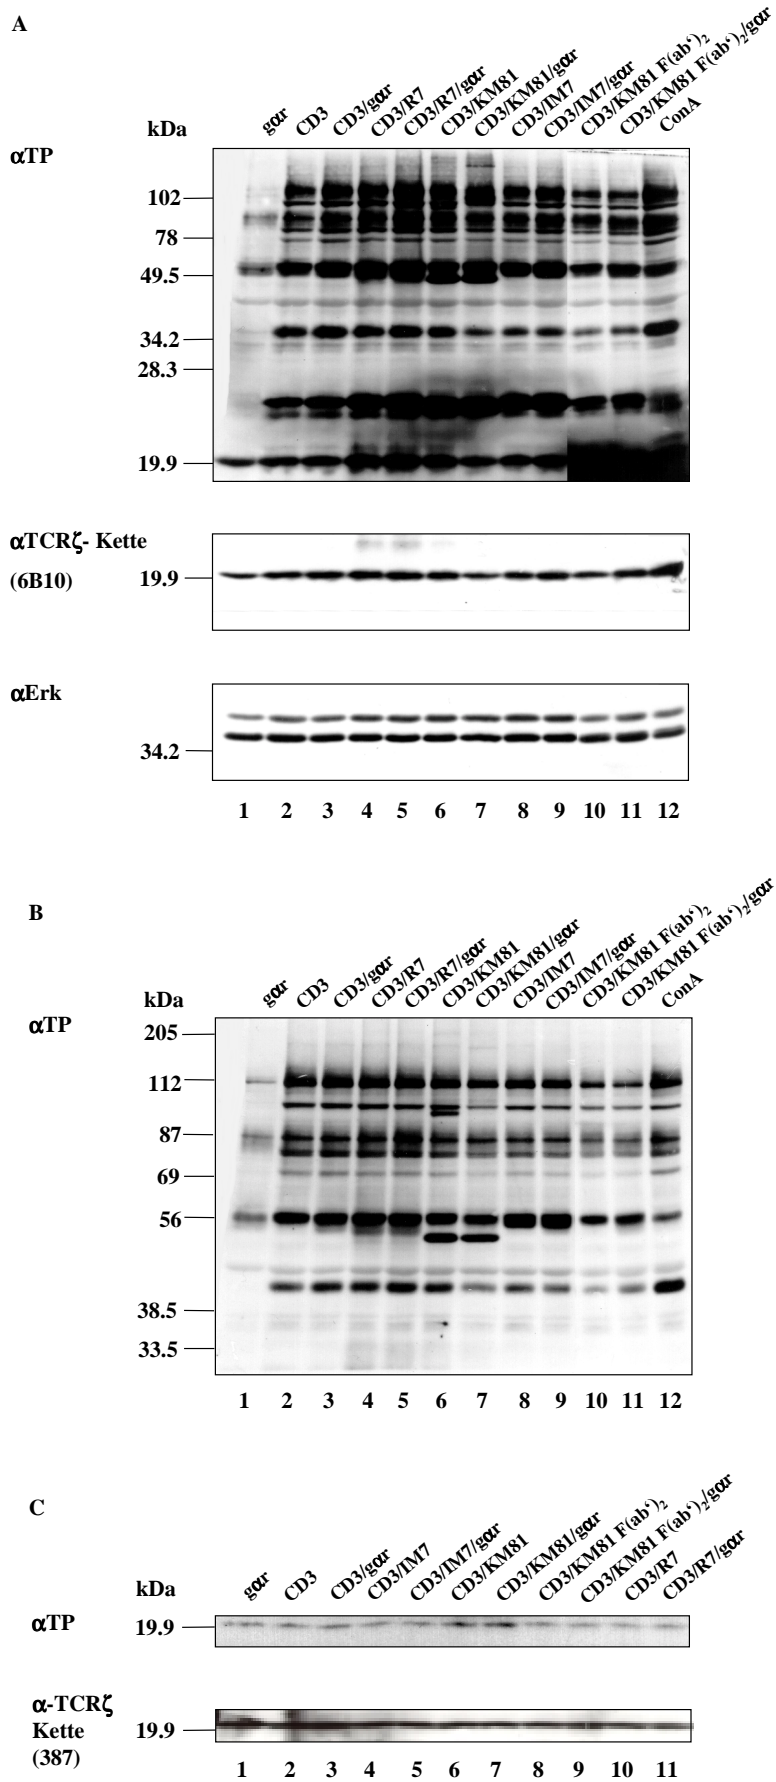 A
gαr CD3 CD3/gαr CD3/R7 CD3/R7/gαr CD3/KM81 CD3/KM81/gαr CD3/IM7 CD3/IM7/gαr CD3/KM81 F(ab‘)₂ CD3/KM81 F(ab‘)₂/gαr ConA
kDa
αTP
102
78
49.5
34.2
28.3
19.9
αTCRζ- Kette
(6B10)
19.9
αErk
34.2
1 2 3 4 5 6 7 8 9 10 11 12
B
gαr CD3 CD3/gαr CD3/R7 CD3/R7/gαr CD3/KM81 CD3/KM81/gαr CD3/IM7 CD3/IM7/gαr CD3/KM81 F(ab‘)₂ CD3/KM81 F(ab‘)₂/gαr ConA
kDa
αTP
205
112
87
69
56
38.5
33.5
1 2 3 4 5 6 7 8 9 10 11 12
C
gαr CD3 CD3/gαr CD3/IM7 CD3/IM7/gαr CD3/KM81 CD3/KM81/gαr CD3/KM81 F(ab‘)₂ CD3/KM81 F(ab‘)₂/gαr CD3/R7 CD3/R7/gαr
kDa
αTP
19.9
α-TCRζ
Kette
(387)
19.9
1 2 3 4 5 6 7 8 9 10 11